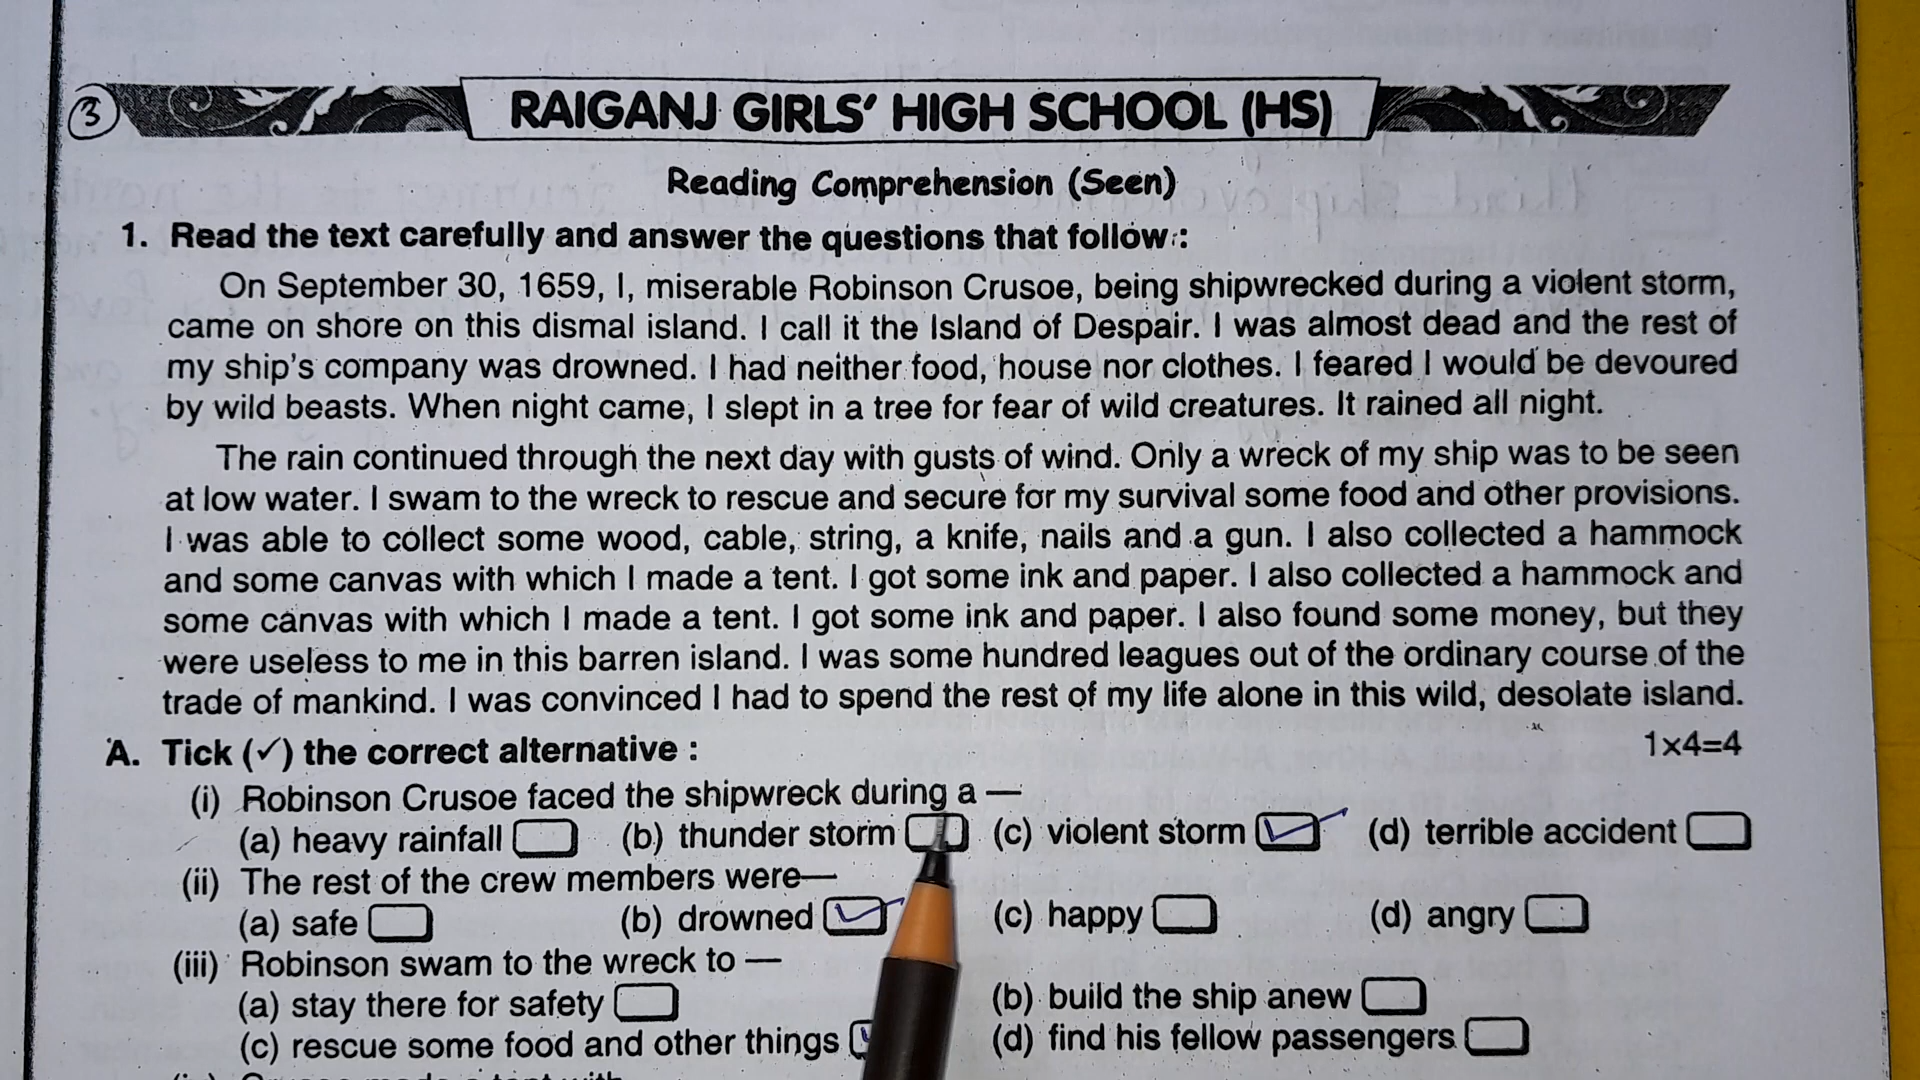 3
RAIGANJ GIRLS' HIGH SCHOOL (HS)
Reading Comprehension (Seen)
1. Read the text carefully and answer the questions that follow :
On September 30, 1659, I, miserable Robinson Crusoe, being shipwrecked during a violent storm,
came on shore on this dismal island. I call it the Island of Despair. I was almost dead and the rest of
my ship's company was drowned. I had neither food, house nor clothes. I feared I would be devoured
by wild beasts. When night came, I slept in a tree for fear of wild creatures. It rained all night.
The rain continued through the next day with gusts of wind. Only a wreck of my ship was to be seen
at low water. I swam to the wreck to rescue and secure for my survival some food and other provisions.
I was able to collect some wood, cable, string, a knife, nails and a gun. I also collected a hammock
and some canvas with which I made a tent. I got some ink and paper. I also collected a hammock and
some canvas with which I made a tent. I got some ink and paper. I also found some money, but they
were useless to me in this barren island. I was some hundred leagues out of the ordinary course of the
trade of mankind. I was convinced I had to spend the rest of my life alone in this wild, desolate island.
A. Tick (✓) the correct alternative : 1×4=4
(i) Robinson Crusoe faced the shipwreck during a —
(a) heavy rainfall (b) thunder storm (c) violent storm ✓ (d) terrible accident
(ii) The rest of the crew members were—
(a) safe (b) drowned ✓ (c) happy (d) angry
(iii) Robinson swam to the wreck to —
(a) stay there for safety (b) build the ship anew
(c) rescue some food and other things (d) find his fellow passengers